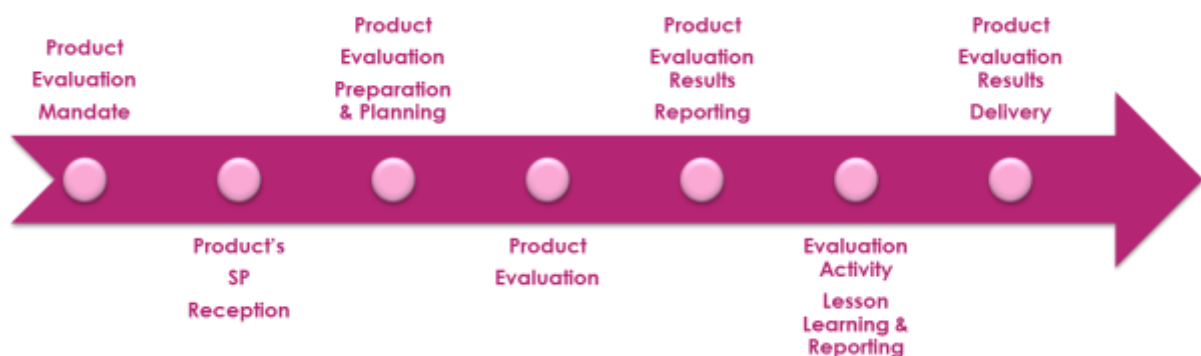 Product
Evaluation
Mandate
Product's
SP
Reception
Product
Evaluation
Preparation
& Planning
Product
Evaluation
Product
Evaluation
Results
Reporting
Evaluation
Activity
Lesson
Learning &
Reporting
Product
Evaluation
Results
Delivery